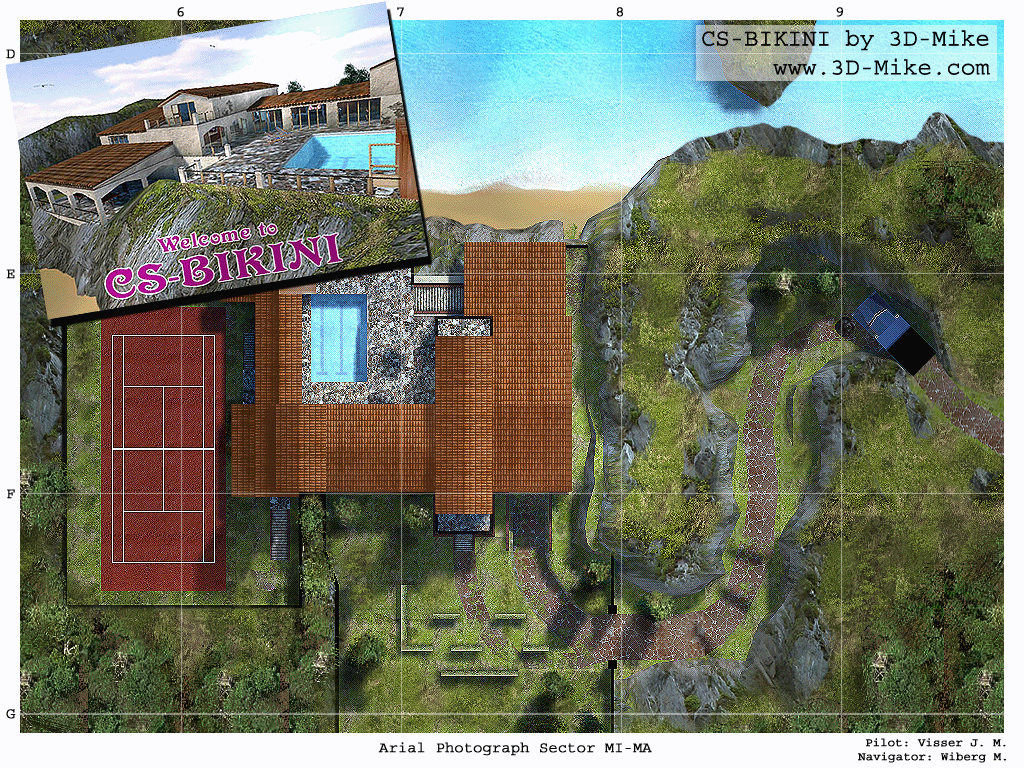 6 7 8 9
D
CS-BIKINI by 3D-Mike
www.3D-Mike.com
Welcome to
CS-BIKINI
E
F
G
Arial Photograph Sector MI-MA
Pilot: Visser J. M.
Navigator: Wiberg M.